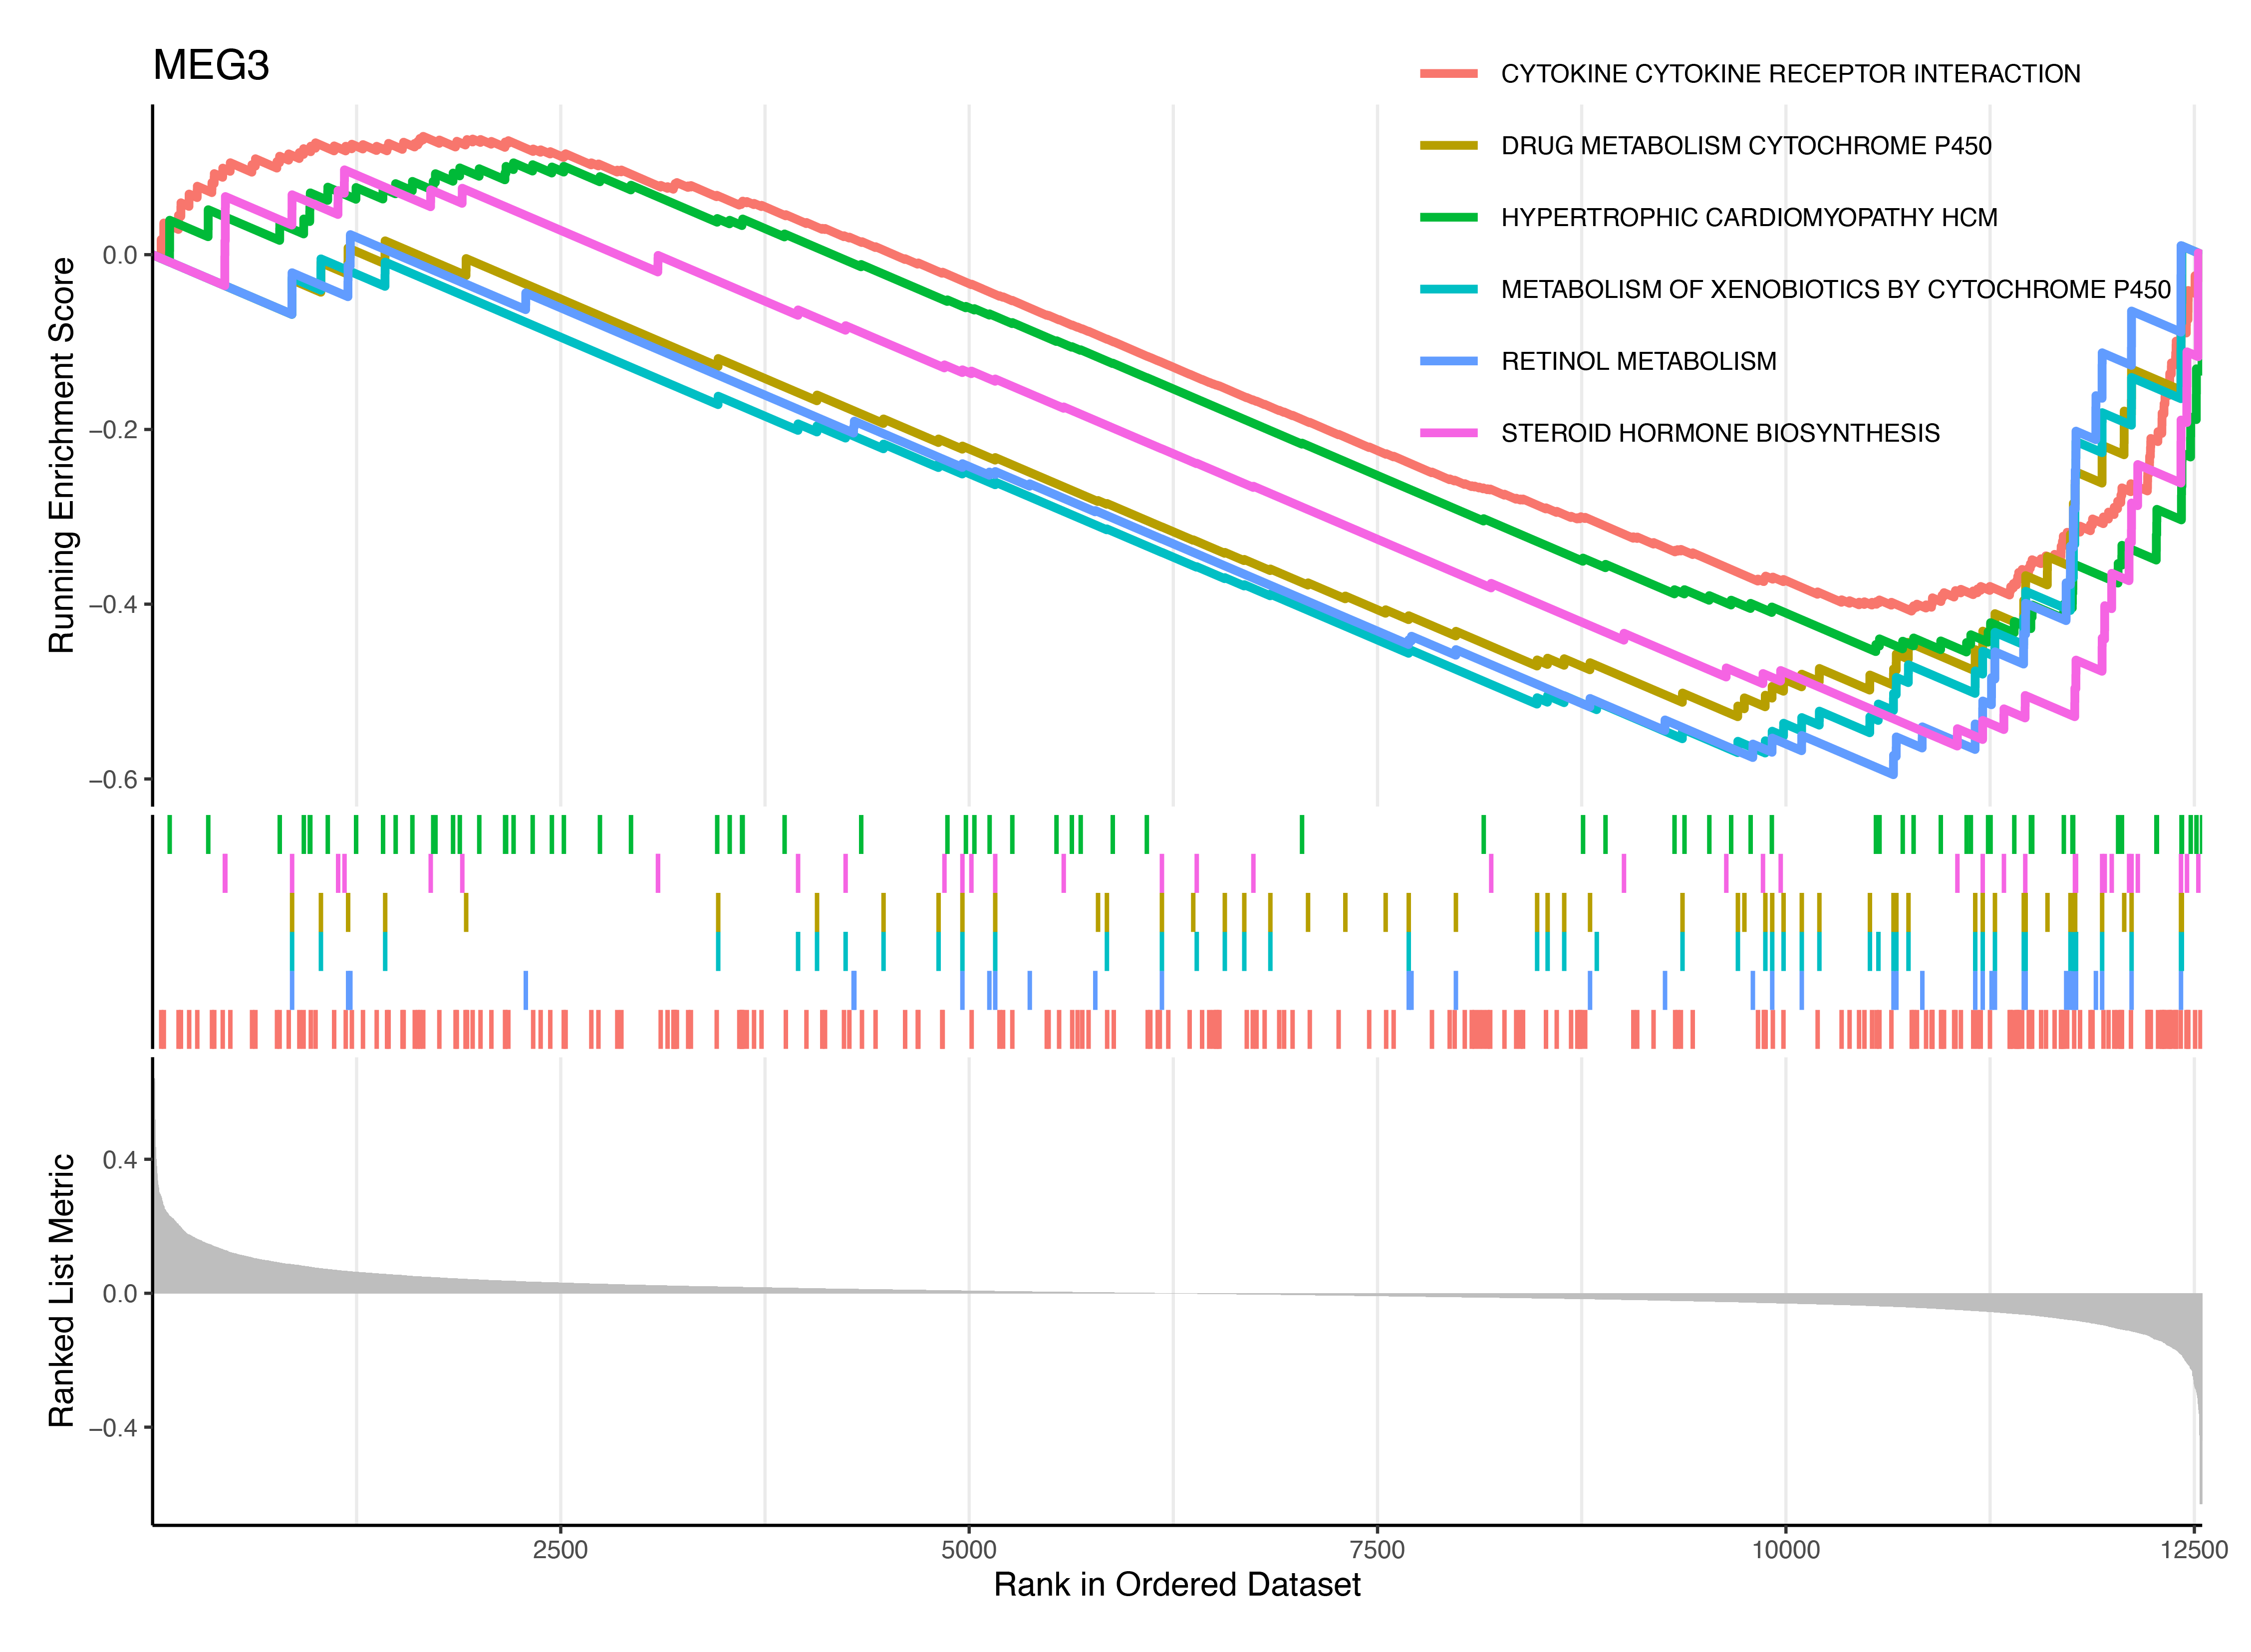 MEG3
CYTOKINE CYTOKINE RECEPTOR INTERACTION
DRUG METABOLISM CYTOCHROME P450
HYPERTROPHIC CARDIOMYOPATHY HCM
METABOLISM OF XENOBIOTICS BY CYTOCHROME P450
RETINOL METABOLISM
STEROID HORMONE BIOSYNTHESIS
Running Enrichment Score
0.0
−0.2
−0.4
−0.6
Ranked List Metric
0.4
0.0
−0.4
2500 5000 7500 10000 12500
Rank in Ordered Dataset